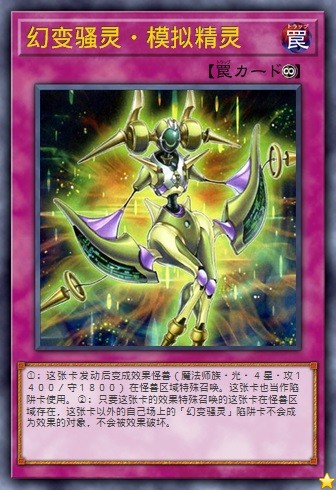 幻变骚灵・模拟精灵
トラップ
罠
【罠カード∞】
①：这张卡发动后变成效果怪兽（魔法师族・光・４星・攻１
４００／守１８００）在怪兽区域特殊召唤。这张卡也当作陷
阱卡使用。②：只要这张卡的效果特殊召唤的这张卡在怪兽区
域存在，这张卡以外的自己场上的「幻变骚灵」陷阱卡不会成
为效果的对象，不会被效果破坏。